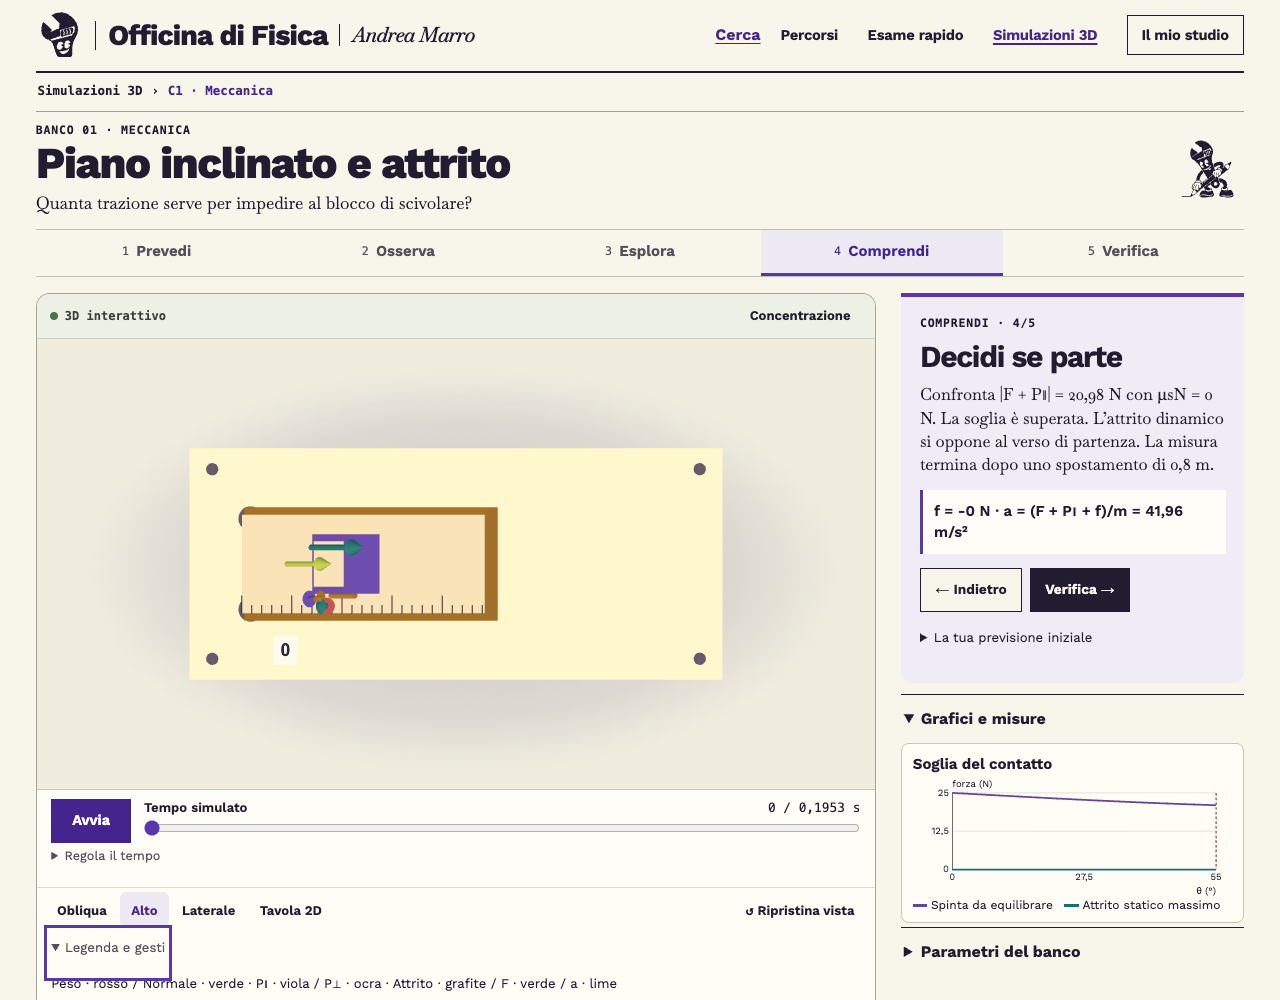 Officina di Fisica
Andrea Marro
Cerca
Percorsi
Esame rapido
Simulazioni 3D
Il mio studio
Simulazioni 3D › C1 · Meccanica
BANCO 01 · MECCANICA
Piano inclinato e attrito
Quanta trazione serve per impedire al blocco di scivolare?
1 Prevedi
2 Osserva
3 Esplora
4 Comprendi
5 Verifica
3D interattivo
Concentrazione
0
Avvia
Tempo simulato
0 / 0,1953 s
▶ Regola il tempo
Obliqua
Alto
Laterale
Tavola 2D
↺ Ripristina vista
▼ Legenda e gesti
Peso · rosso / Normale · verde · P∥ · viola / P⊥ · ocra · Attrito · grafite / F · verde / a · lime
COMPRENDI · 4/5
Decidi se parte
Confronta |F + P∥| = 20,98 N con µsN = 0
N. La soglia è superata. L’attrito dinamico
si oppone al verso di partenza. La misura
termina dopo uno spostamento di 0,8 m.
f = -0 N · a = (F + P∥ + f)/m = 41,96
m/s²
← Indietro
Verifica →
▶ La tua previsione iniziale
▼ Grafici e misure
Soglia del contatto
forza (N)
25
12,5
0
0
27,5
55
θ (°)
Spinta da equilibrare
Attrito statico massimo
▶ Parametri del banco